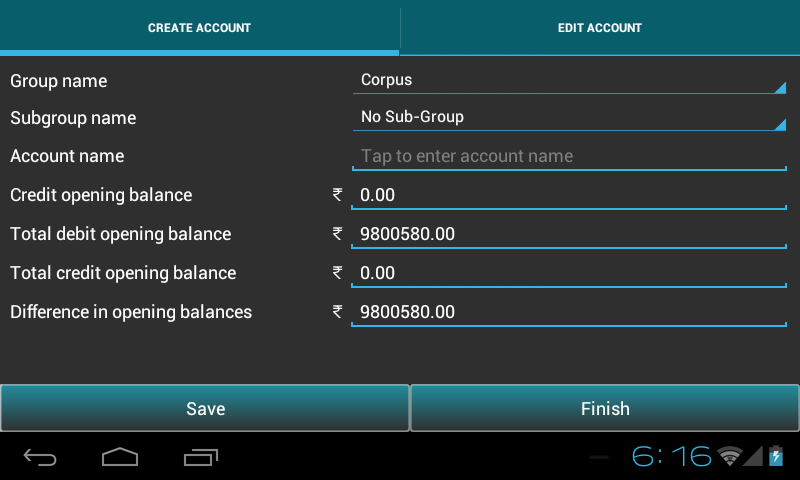 CREATE ACCOUNT
EDIT ACCOUNT
Group name
Corpus
Subgroup name
No Sub-Group
Account name
Tap to enter account name
Credit opening balance
₹ 0.00
Total debit opening balance
₹ 9800580.00
Total credit opening balance
₹ 0.00
Difference in opening balances
₹ 9800580.00
Save
Finish
6:16